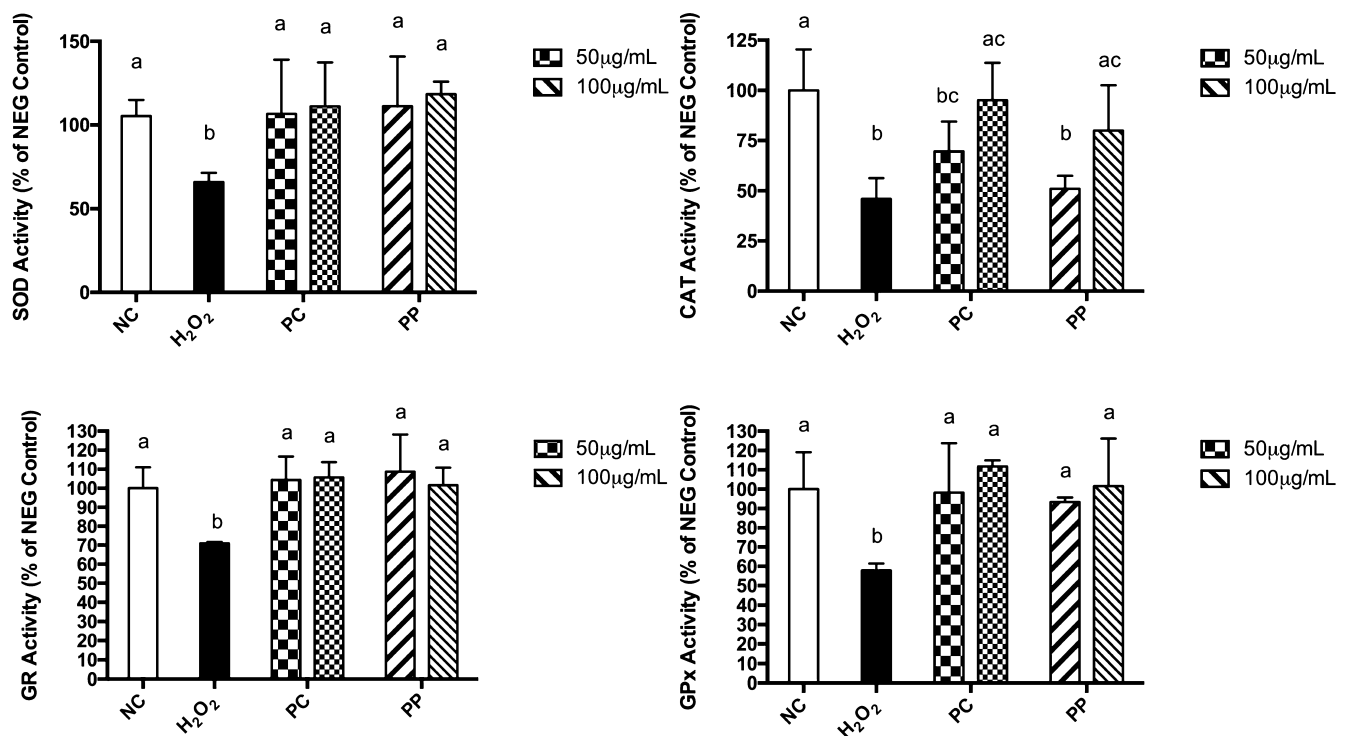 SOD Activity (% of NEG Control)
150
100
50
0
a
b
a
a
a
a
NC
H₂O₂
PC
PP
50μg/mL
100μg/mL
CAT Activity (% of NEG Control)
125
100
75
50
25
0
a
b
bc
ac
b
ac
NC
H₂O₂
PC
PP
50μg/mL
100μg/mL
GR Activity (% of NEG Control)
130
120
110
100
90
80
70
60
50
40
30
20
10
0
a
b
a
a
a
a
NC
H₂O₂
PC
PP
50μg/mL
100μg/mL
GPx Activity (% of NEG Control)
130
120
110
100
90
80
70
60
50
40
30
20
10
0
a
b
a
a
a
a
NC
H₂O₂
PC
PP
50μg/mL
100μg/mL